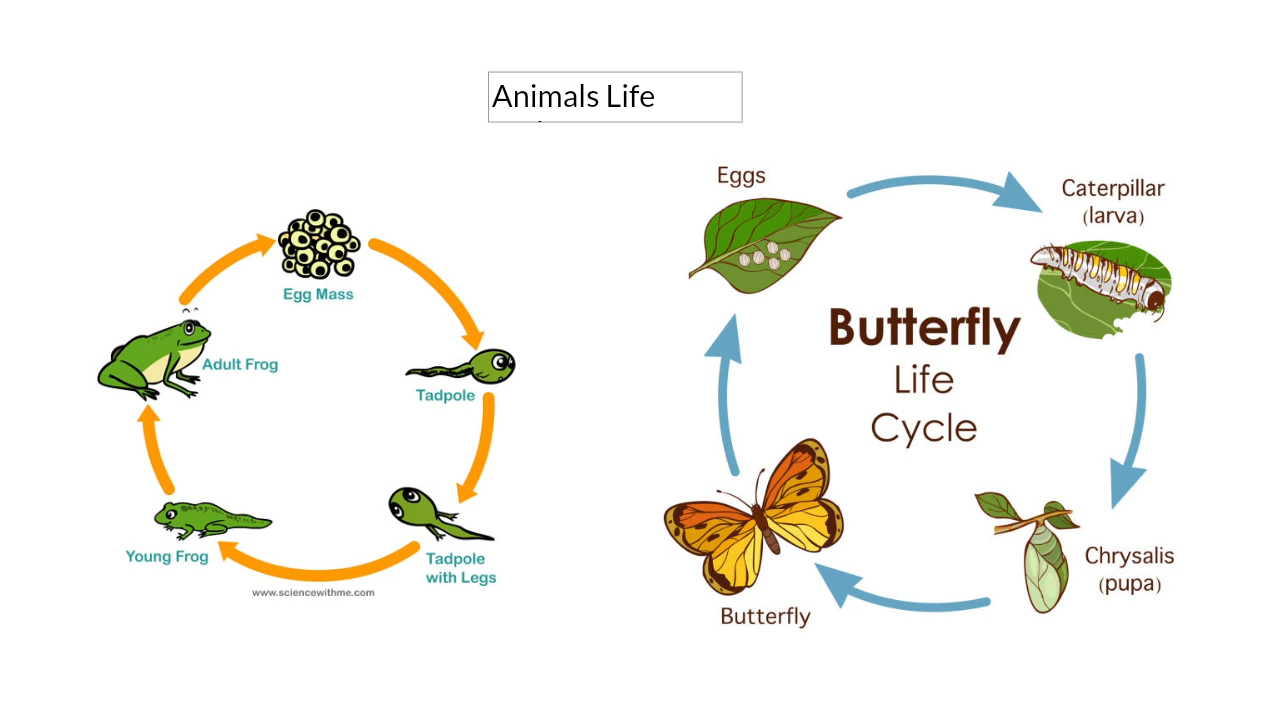 Animals Life
Egg Mass
Adult Frog
Tadpole
Young Frog
Tadpole
with Legs
www.sciencewithme.com
Eggs
Caterpillar
(larva)
Butterfly
Life
Cycle
Chrysalis
(pupa)
Butterfly